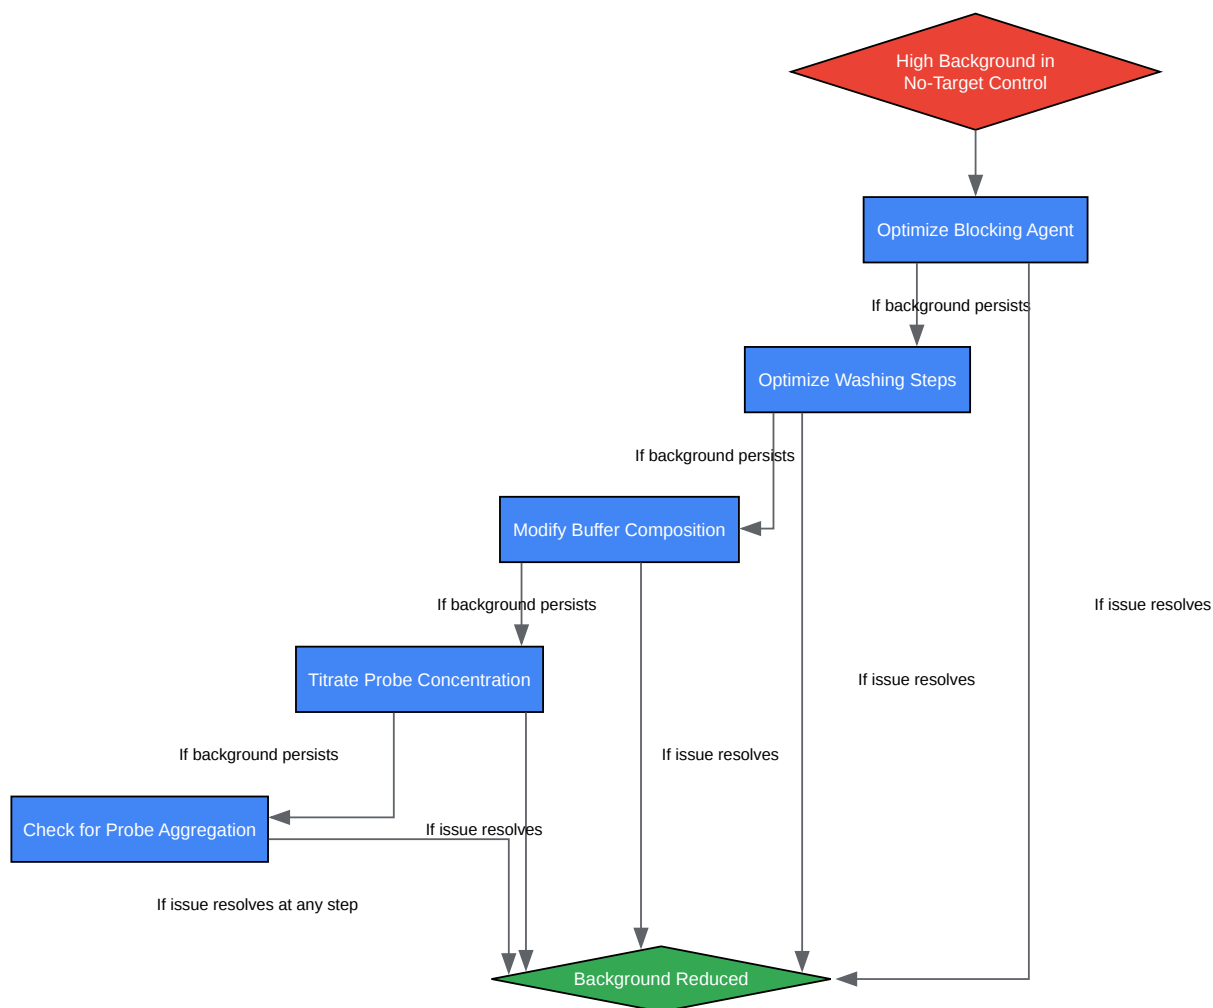 High Background in
No-Target Control
Optimize Blocking Agent
If background persists
Optimize Washing Steps
If background persists
Modify Buffer Composition
If background persists
If issue resolves
Titrate Probe Concentration
If issue resolves
If background persists
If issue resolves
Check for Probe Aggregation
If issue resolves
If issue resolves at any step
Background Reduced